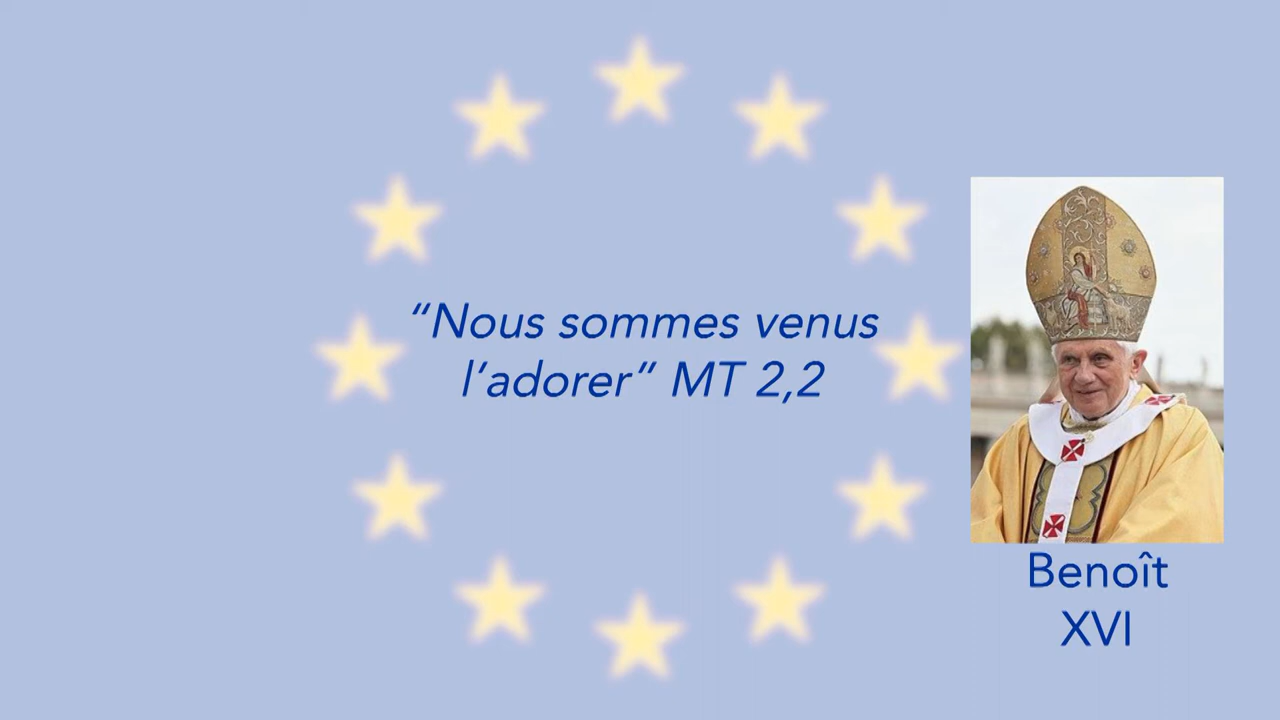 “Nous sommes venus
l’adorer” MT 2,2
Benoît
XVI